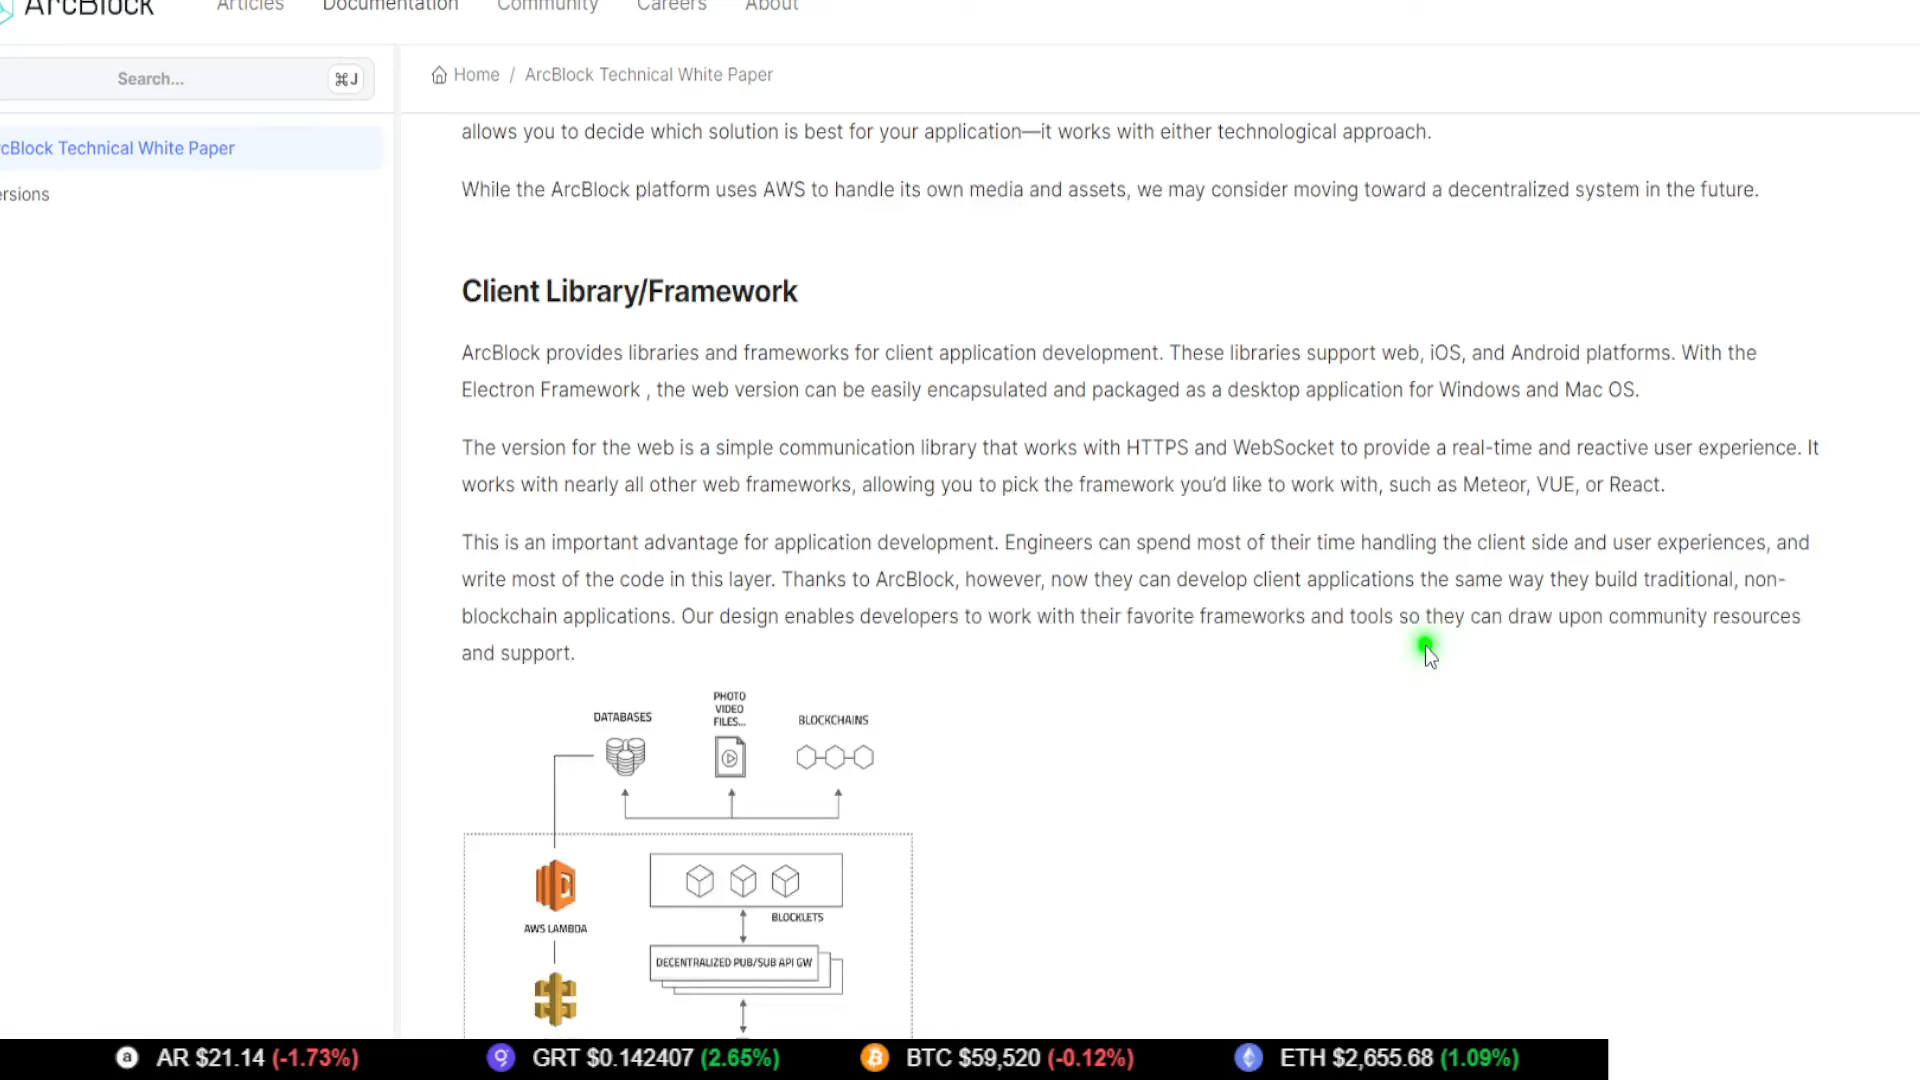 ArcBlock
Articles Documentation Community Careers About
Search... ⌘J
Home / ArcBlock Technical White Paper
cBlock Technical White Paper
ersions
allows you to decide which solution is best for your application—it works with either technological approach.
While the ArcBlock platform uses AWS to handle its own media and assets, we may consider moving toward a decentralized system in the future.
Client Library/Framework
ArcBlock provides libraries and frameworks for client application development. These libraries support web, iOS, and Android platforms. With the
Electron Framework , the web version can be easily encapsulated and packaged as a desktop application for Windows and Mac OS.
The version for the web is a simple communication library that works with HTTPS and WebSocket to provide a real-time and reactive user experience. It
works with nearly all other web frameworks, allowing you to pick the framework you’d like to work with, such as Meteor, VUE, or React.
This is an important advantage for application development. Engineers can spend most of their time handling the client side and user experiences, and
write most of the code in this layer. Thanks to ArcBlock, however, now they can develop client applications the same way they build traditional, non-
blockchain applications. Our design enables developers to work with their favorite frameworks and tools so they can draw upon community resources
and support.
DATABASES
PHOTO
VIDEO
FILES...
BLOCKCHAINS
AWS LAMBDA
BLOCKLETS
DECENTRALIZED PUB/SUB API GW
AR $21.14 (-1.73%) GRT $0.142407 (2.65%) BTC $59,520 (-0.12%) ETH $2,655.68 (1.09%)